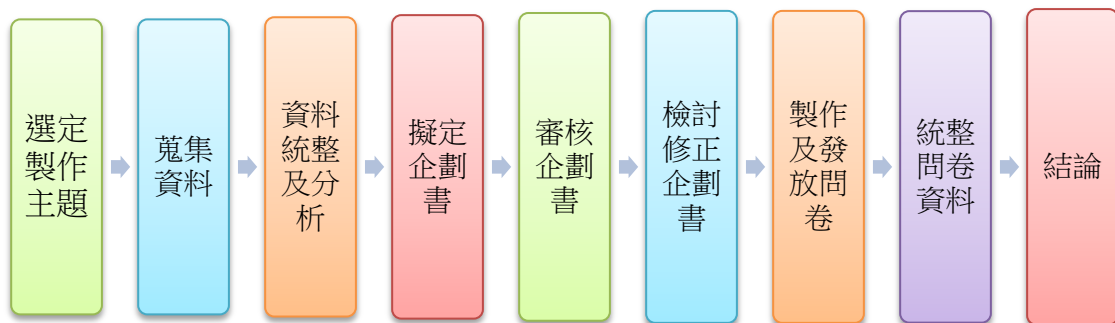 選定
製作
主題
蒐集
資料
資料
統整
及分
析
擬定
企劃
書
審核
企劃
書
檢討
修正
企劃
書
製作
及發
放問
卷
統整
問卷
資料
結論